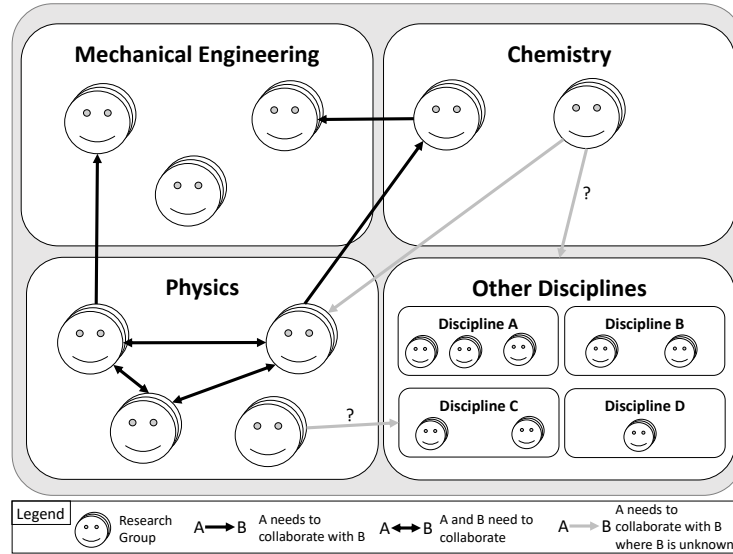 Mechanical Engineering
Chemistry
?
Physics
Other Disciplines
Discipline A
Discipline B
?
Discipline C
Discipline D
Legend
Research
Group
A
B
A needs to
collaborate with B
A
B
A and B need to
collaborate
A
B
A needs to
collaborate with B
where B is unknown